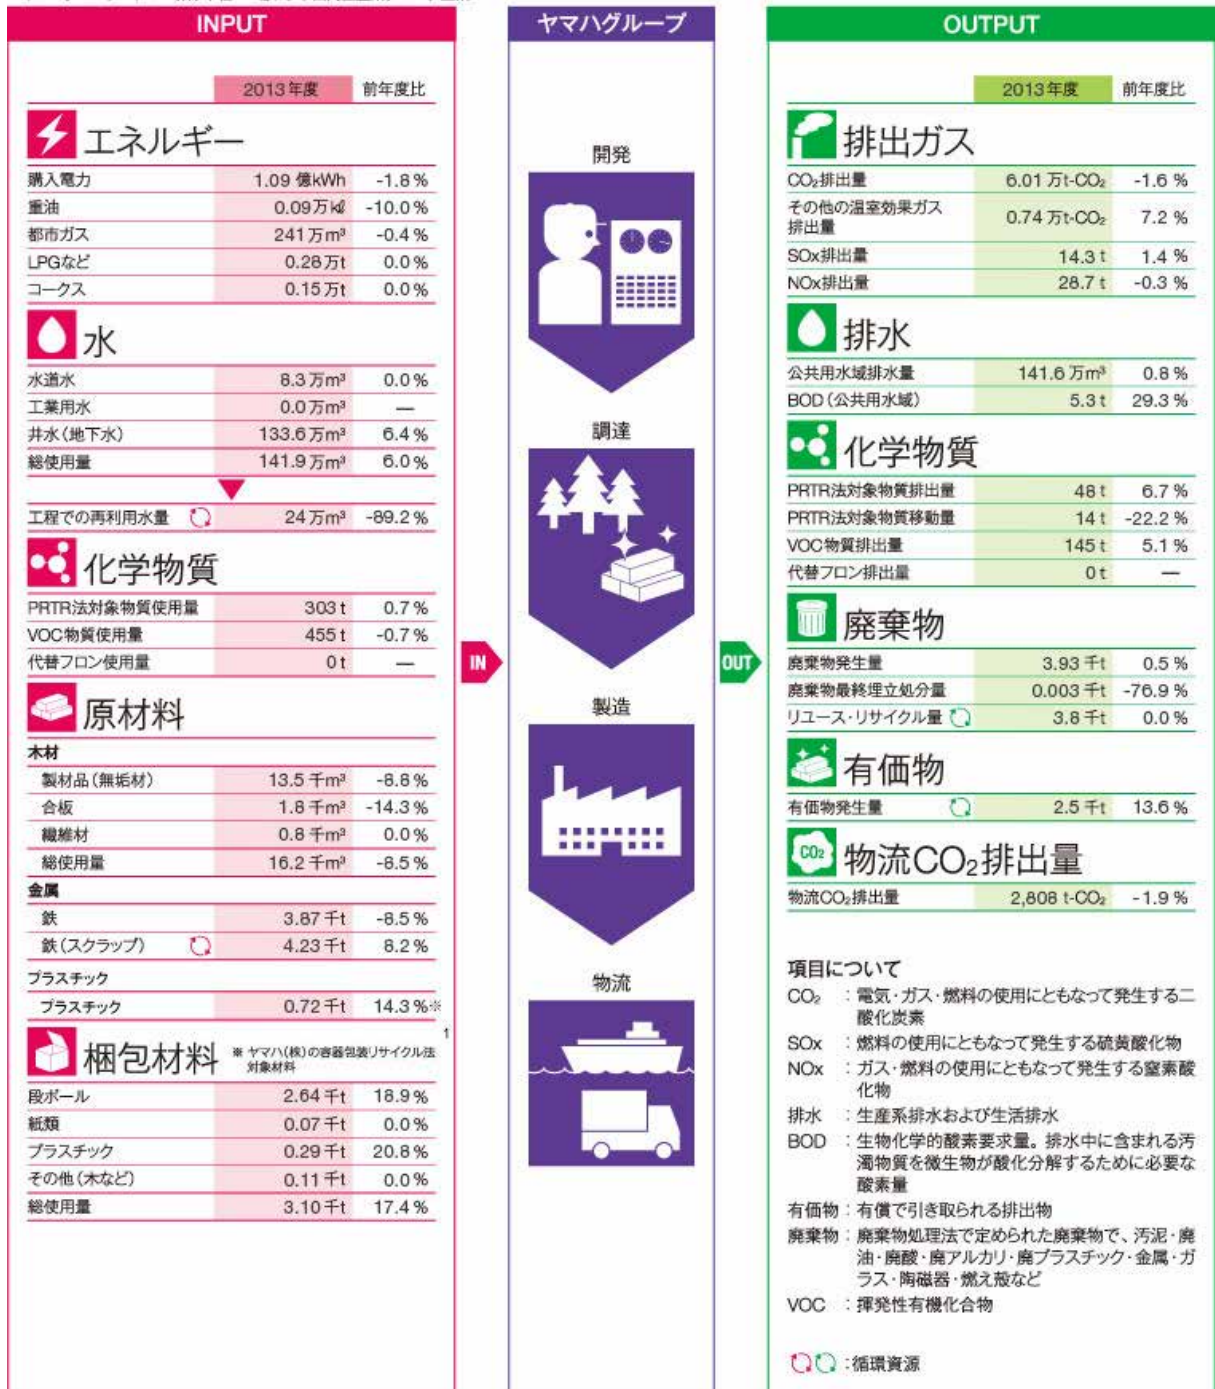 INPUT
2013年度 前年度比
エネルギー
購入電力 1.09 億kWh -1.8%
重油 0.09万㎘ -10.0%
都市ガス 241万m³ -0.4%
LPGなど 0.28万t 0.0%
コークス 0.15万t 0.0%
水
水道水 8.3万m³ 0.0%
工業用水 0.0万m³ —
井水(地下水) 133.6万m³ 6.4%
総使用量 141.9万m³ 6.0%
工程での再利用水量 24万m³ -89.2%
化学物質
PRTR法対象物質使用量 303t 0.7%
VOC物質使用量 455t -0.7%
代替フロン使用量 0t —
原材料
木材
製材品(無垢材) 13.5千m³ -8.8%
合板 1.8千m³ -14.3%
繊維材 0.8千m³ 0.0%
総使用量 16.2千m³ -8.5%
金属
鉄 3.87千t -8.5%
鉄(スクラップ) 4.23千t 8.2%
プラスチック
プラスチック 0.72千t 14.3%※
1
梱包材料 ※ ヤマハ(株)の容器包装リサイクル法
対象材料
段ボール 2.64千t 18.9%
紙類 0.07千t 0.0%
プラスチック 0.29千t 20.8%
その他(木など) 0.11千t 0.0%
総使用量 3.10千t 17.4%
IN
ヤマハグループ
開発
調達
製造
物流
OUT
OUTPUT
2013年度 前年度比
排出ガス
CO₂排出量 6.01万t-CO₂ -1.6%
その他の温室効果ガス
排出量 0.74万t-CO₂ 7.2%
SOx排出量 14.3t 1.4%
NOx排出量 28.7t -0.3%
排水
公共用水域排水量 141.6万m³ 0.8%
BOD(公共用水域) 5.3t 29.3%
化学物質
PRTR法対象物質排出量 48t 6.7%
PRTR法対象物質移動量 14t -22.2%
VOC物質排出量 145t 5.1%
代替フロン排出量 0t —
廃棄物
廃棄物発生量 3.93千t 0.5%
廃棄物最終埋立処分量 0.003千t -76.9%
リユース・リサイクル量 3.8千t 0.0%
有価物
有価物発生量 2.5千t 13.6%
CO₂
物流CO₂排出量
物流CO₂排出量 2,808 t-CO₂ -1.9%
項目について
CO₂ :電気・ガス・燃料の使用にともなって発生する二
酸化炭素
SOx :燃料の使用にともなって発生する硫黄酸化物
NOx :ガス・燃料の使用にともなって発生する窒素酸
化物
排水 :生産系排水および生活排水
BOD :生物化学的酸素要求量。排水中に含まれる汚
濁物質を微生物が酸化分解するために必要な
酸素量
有価物:有償で引き取られる排出物
廃棄物:廃棄物処理法で定められた廃棄物で、汚泥・廃
油・廃酸・廃アルカリ・廃プラスチック・金属・ガ
ラス・陶磁器・燃え殻など
VOC :揮発性有機化合物
:循環資源